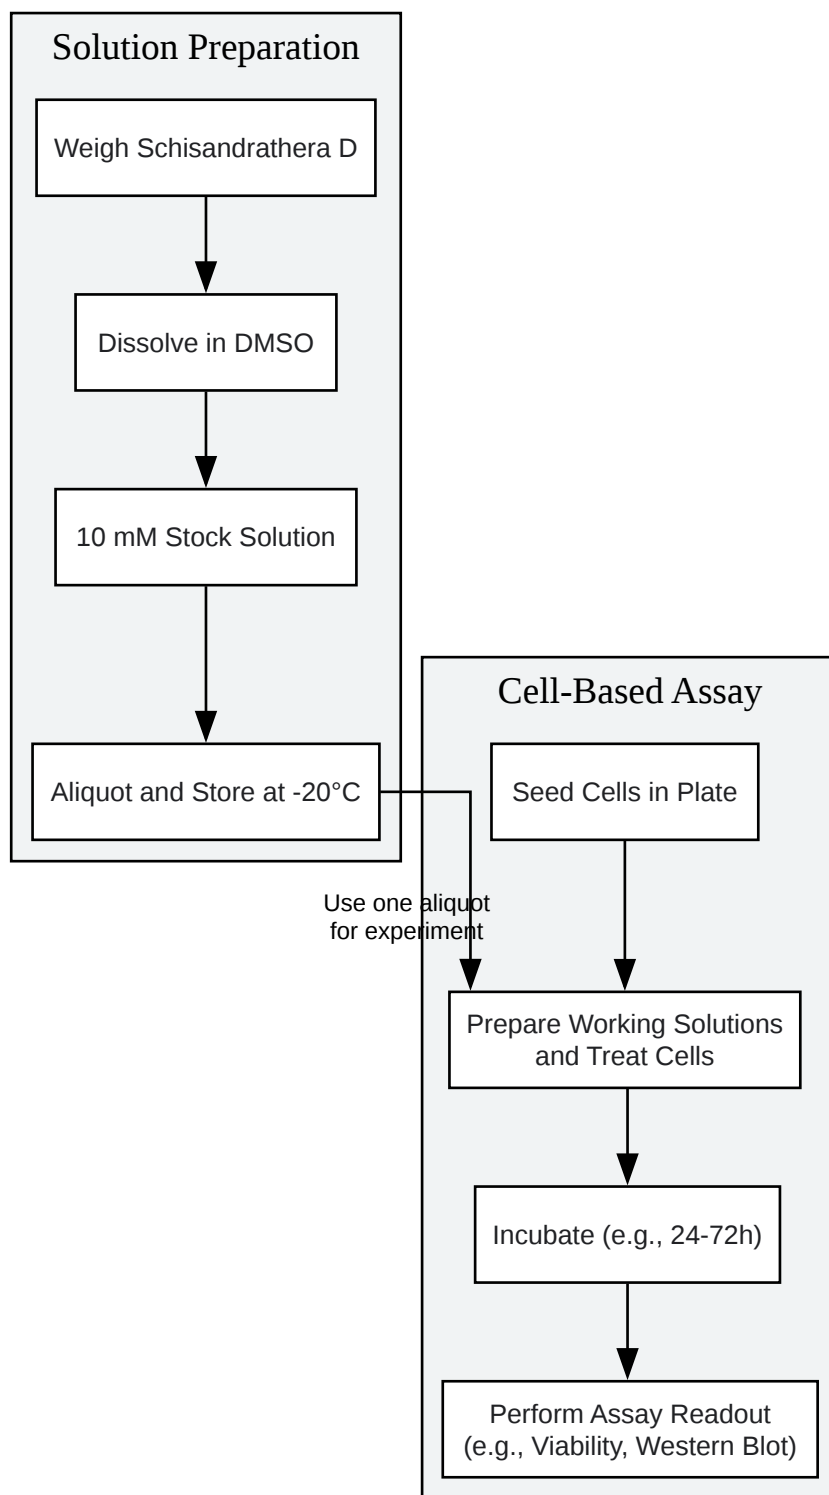 Solution Preparation
Weigh Schisandrathera D
Dissolve in DMSO
10 mM Stock Solution
Aliquot and Store at -20°C
Use one aliquot
for experiment
Cell-Based Assay
Seed Cells in Plate
Prepare Working Solutions
and Treat Cells
Incubate (e.g., 24-72h)
Perform Assay Readout
(e.g., Viability, Western Blot)